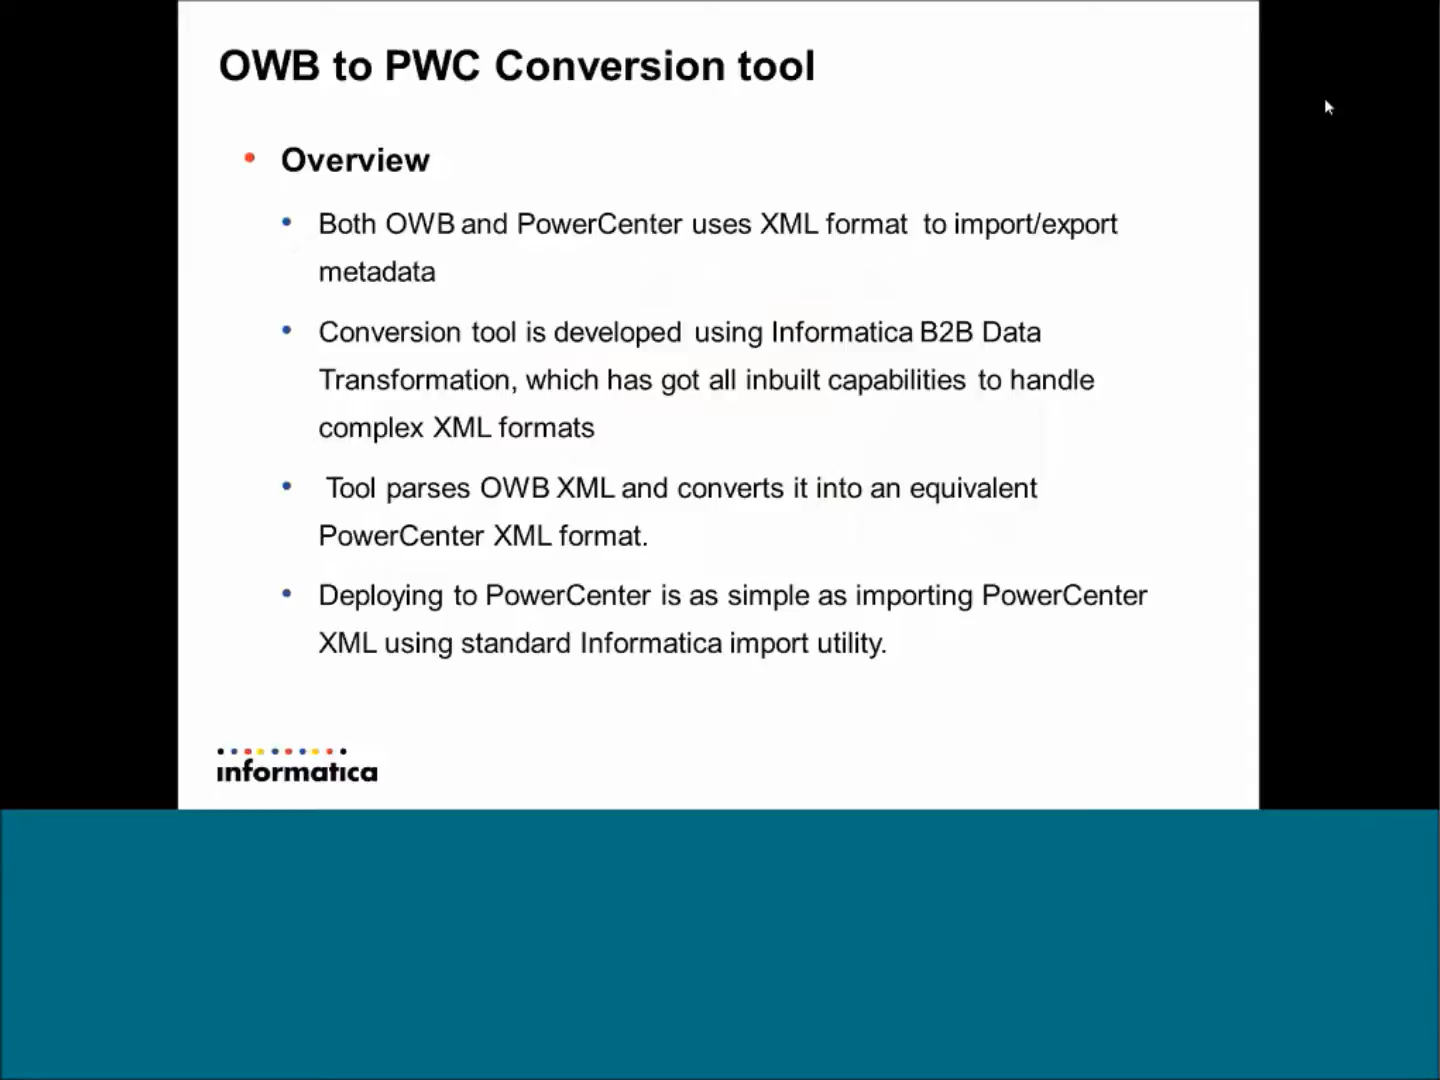 OWB to PWC Conversion tool
• Overview
• Both OWB and PowerCenter uses XML format to import/export
metadata
• Conversion tool is developed using Informatica B2B Data
Transformation, which has got all inbuilt capabilities to handle
complex XML formats
• Tool parses OWB XML and converts it into an equivalent
PowerCenter XML format.
• Deploying to PowerCenter is as simple as importing PowerCenter
XML using standard Informatica import utility.
informatica